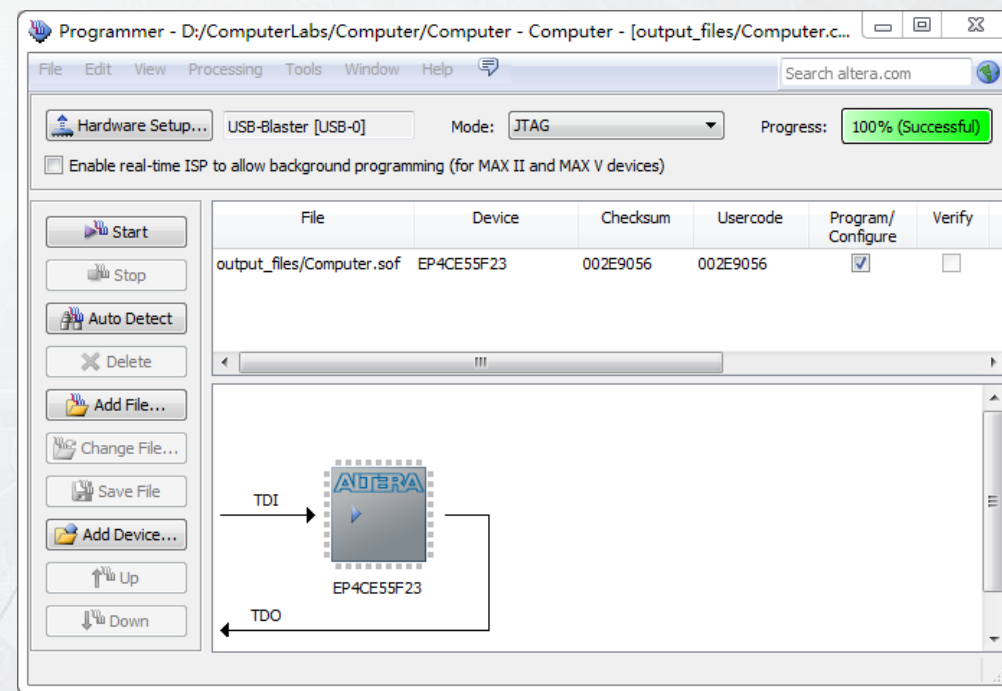 Programmer - D:/ComputerLabs/Computer/Computer - Computer - [output_files/Computer.c...
File Edit View Processing Tools Window Help
Search altera.com
Hardware Setup... USB-Blaster [USB-0] Mode: JTAG Progress: 100% (Successful)
Enable real-time ISP to allow background programming (for MAX II and MAX V devices)
Start
Stop
Auto Detect
Delete
Add File...
Change File...
Save File
Add Device...
Up
Down
File Device Checksum Usercode Program/ Verify
Configure
output_files/Computer.sof EP4CE55F23 002E9056 002E9056
TDI
ALTERA
EP4CE55F23
TDO